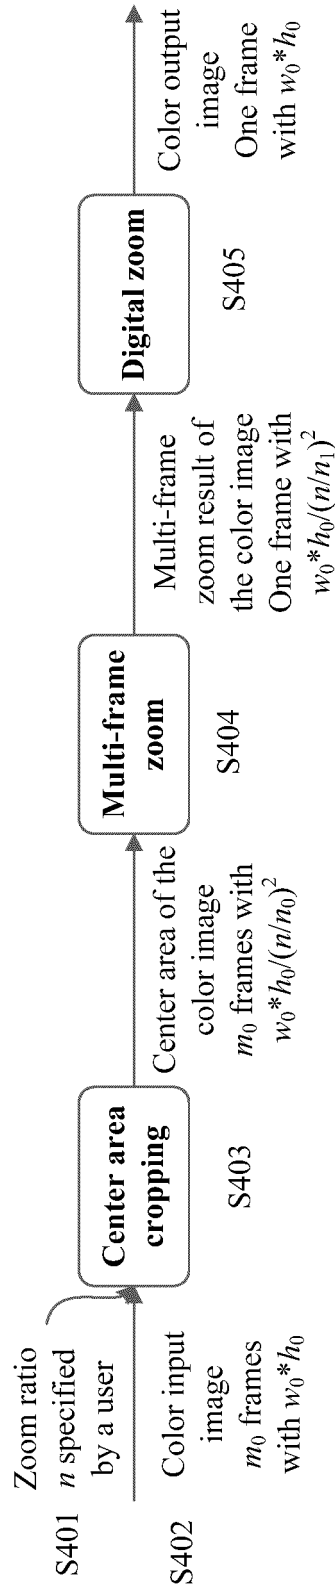 Zoom ratio
n specified
by a user
S401
S402
Color input
image
m₀ frames
with w₀*h₀
Center area
cropping
S403
Center area of the
color image
m₀ frames with
w₀*h₀/(n/n₀)²
Multi-frame
zoom
S404
Multi-frame
zoom result of
the color image
One frame with
w₀*h₀/(n/n₁)²
Digital zoom
S405
Color output
image
One frame
with w₀*h₀